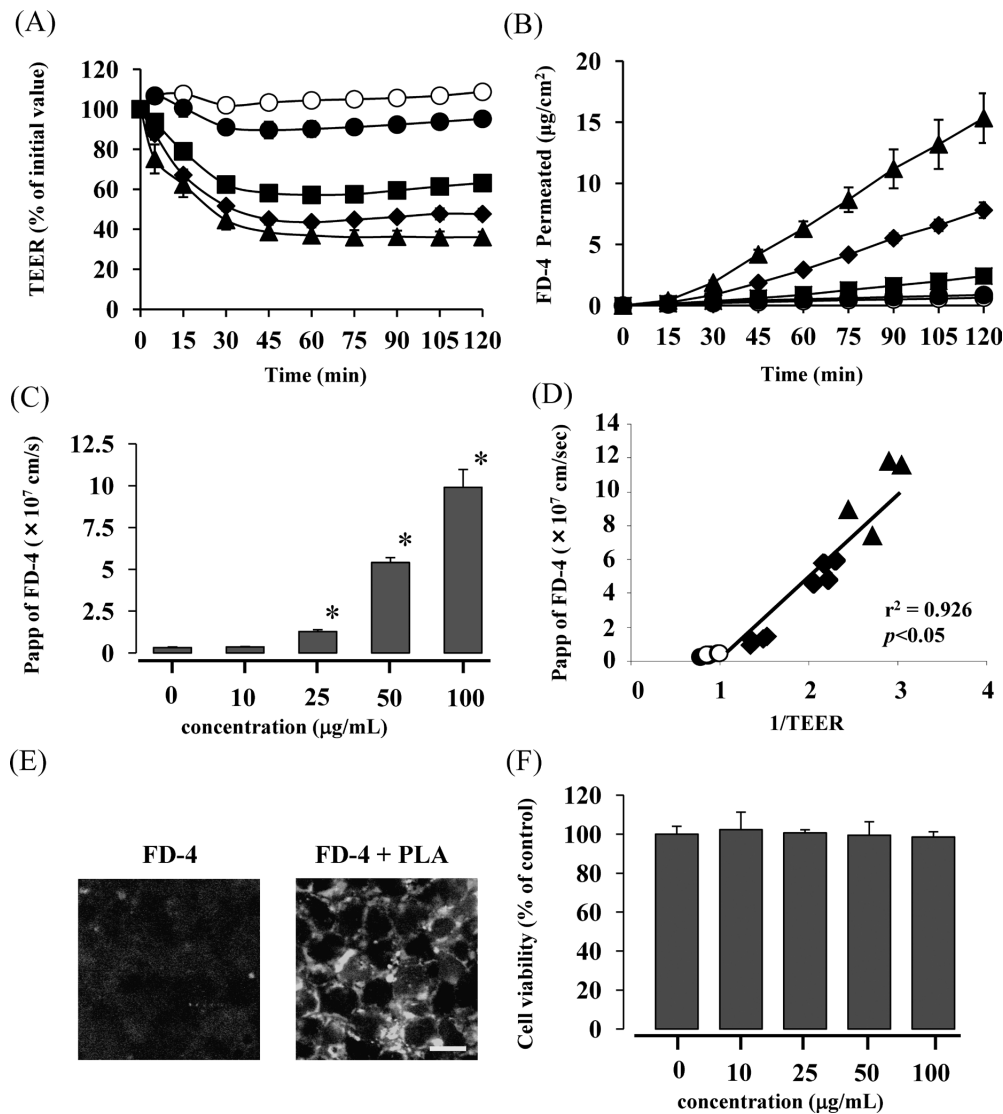 (A)
TEER (% of initial value)
120
100
80
60
40
20
0
0 15 30 45 60 75 90 105 120
Time (min)
(B)
FD-4 Permeated (μg/cm²)
20
15
10
5
0
0 15 30 45 60 75 90 105 120
Time (min)
(C)
Papp of FD-4 (×10⁷ cm/s)
12.5
10
7.5
5
2.5
0
* * *
0 10 25 50 100
concentration (μg/mL)
(D)
Papp of FD-4 (×10⁷ cm/sec)
14
12
10
8
6
4
2
0
r² = 0.926
p<0.05
0 1 2 3 4
1/TEER
(E)
FD-4 FD-4 + PLA
(F)
Cell viability (% of control)
120
100
80
60
40
20
0
0 10 25 50 100
concentration (μg/mL)